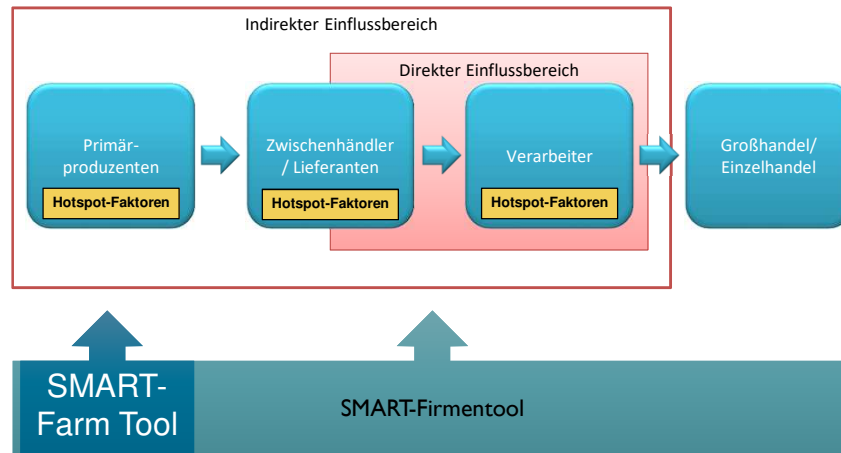 Indirekter Einflussbereich
Direkter Einflussbereich
Primär-
produzenten
Hotspot-Faktoren
Zwischenhändler
/ Lieferanten
Hotspot-Faktoren
Verarbeiter
Hotspot-Faktoren
Großhandel/
Einzelhandel
SMART-
Farm Tool
SMART-Firmentool